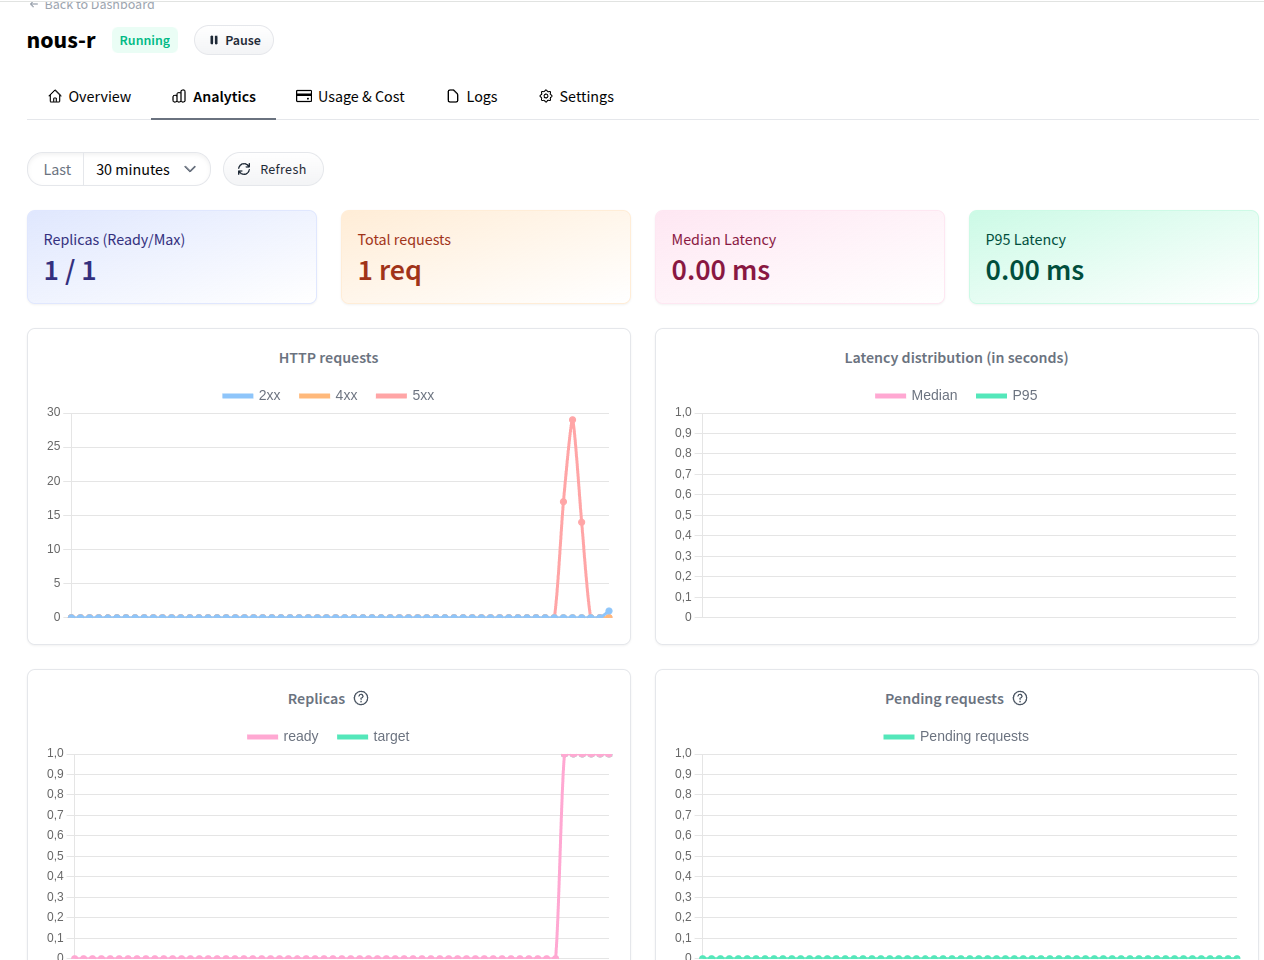 Back to Dashboard
nous-r Running Pause
Overview Analytics Usage & Cost Logs Settings
Last 30 minutes Refresh
Replicas (Ready/Max)
1 / 1
Total requests
1 req
Median Latency
0.00 ms
P95 Latency
0.00 ms
HTTP requests
2xx 4xx 5xx
30
25
20
15
10
5
0
Latency distribution (in seconds)
Median P95
1,0
0,9
0,8
0,7
0,6
0,5
0,4
0,3
0,2
0,1
0
Replicas ?
ready target
1,0
0,9
0,8
0,7
0,6
0,5
0,4
0,3
0,2
0,1
0
Pending requests ?
Pending requests
1,0
0,9
0,8
0,7
0,6
0,5
0,4
0,3
0,2
0,1
0